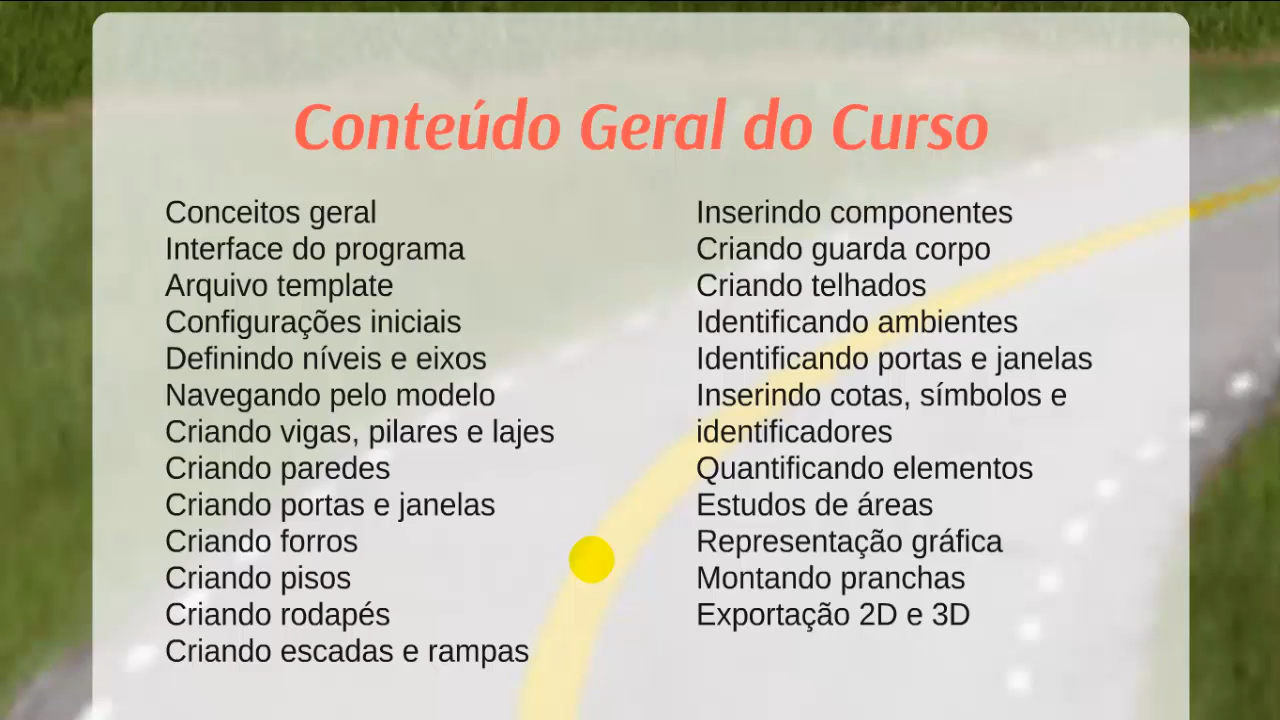 Conteúdo Geral do Curso
Conceitos geral
Interface do programa
Arquivo template
Configurações iniciais
Definindo níveis e eixos
Navegando pelo modelo
Criando vigas, pilares e lajes
Criando paredes
Criando portas e janelas
Criando forros
Criando pisos
Criando rodapés
Criando escadas e rampas
Inserindo componentes
Criando guarda corpo
Criando telhados
Identificando ambientes
Identificando portas e janelas
Inserindo cotas, símbolos e
identificadores
Quantificando elementos
Estudos de áreas
Representação gráfica
Montando pranchas
Exportação 2D e 3D